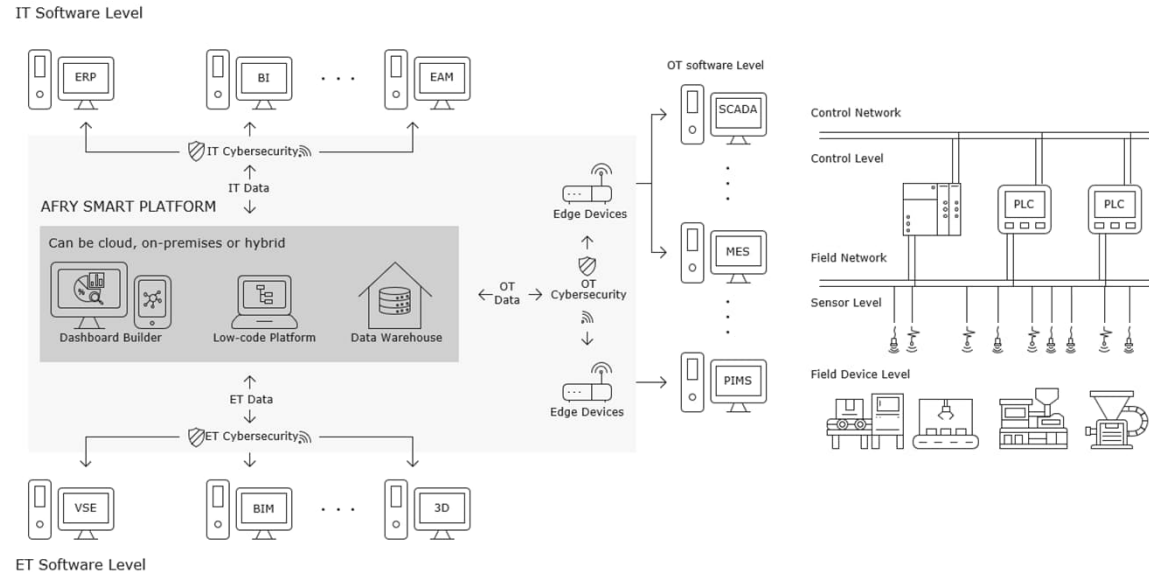 IT Software Level
ERP
BI
EAM
IT Cybersecurity
IT Data
AFRY SMART PLATFORM
Can be cloud, on-premises or hybrid
Dashboard Builder
Low-code Platform
Data Warehouse
OT
Data
OT
Cybersecurity
Edge Devices
Edge Devices
ET Data
ET Cybersecurity
VSE
BIM
3D
ET Software Level
OT software Level
SCADA
MES
PIMS
Control Network
Control Level
PLC
PLC
Field Network
Sensor Level
Field Device Level